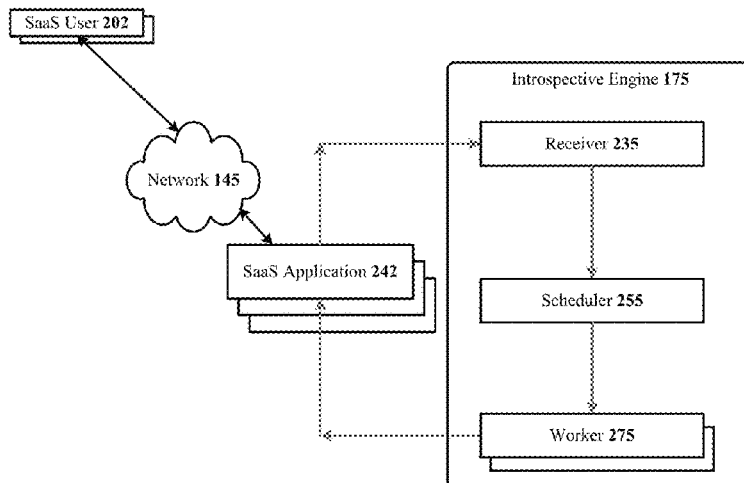 SaaS User 202
Introspective Engine 175
Receiver 235
Network 145
SaaS Application 242
Scheduler 255
Worker 275